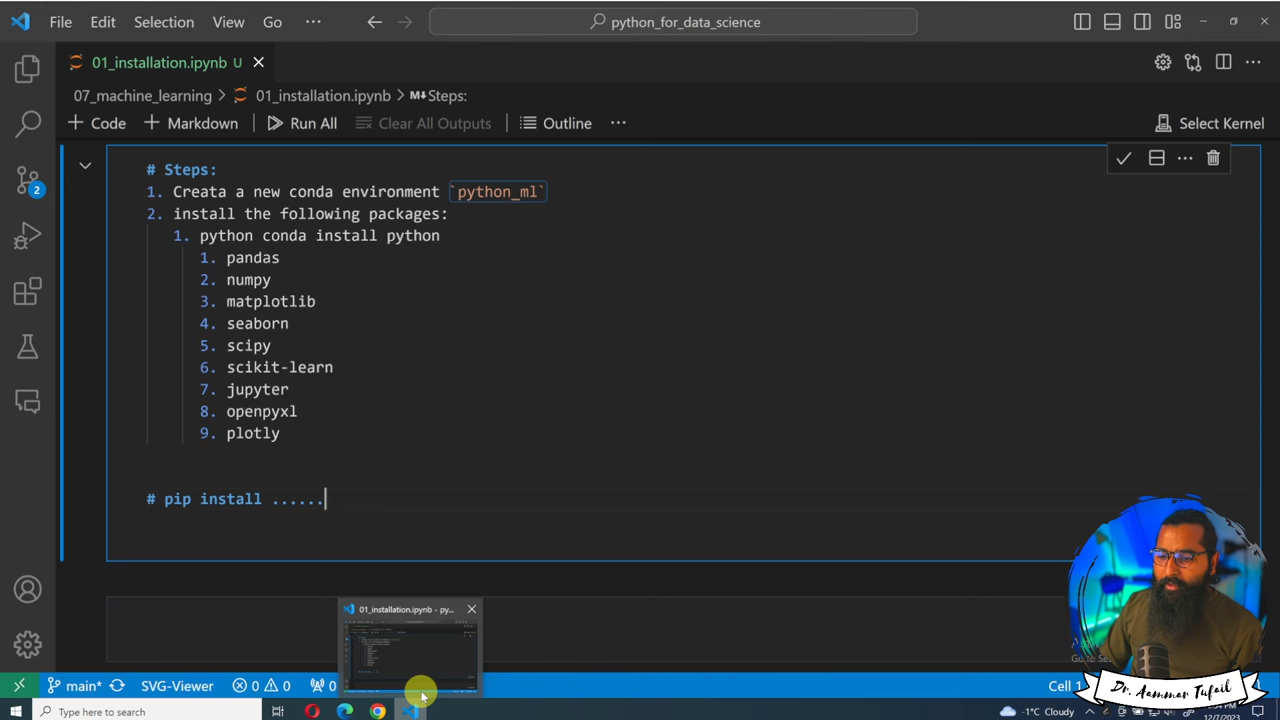 File Edit Selection View Go ··· python_for_data_science
01_installation.ipynb U
07_machine_learning > 01_installation.ipynb > M↓Steps:
+ Code + Markdown Run All Clear All Outputs Outline ··· Select Kernel
# Steps:
1. Creata a new conda environment `python_ml`
2. install the following packages:
1. python conda install python
1. pandas
2. numpy
3. matplotlib
4. seaborn
5. scipy
6. scikit-learn
7. jupyter
8. openpyxl
9. plotly
# pip install ......
01_installation.ipynb - py...
2
main* SVG-Viewer 0 0 0 Cell 1
Dr. Aammar Tufail
Type here to search -1°C Cloudy
12/7/2023